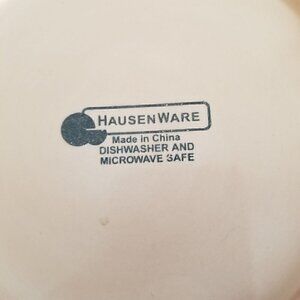 HAUSENWARE
Made in China
DISHWASHER AND
MICROWAVE SAFE